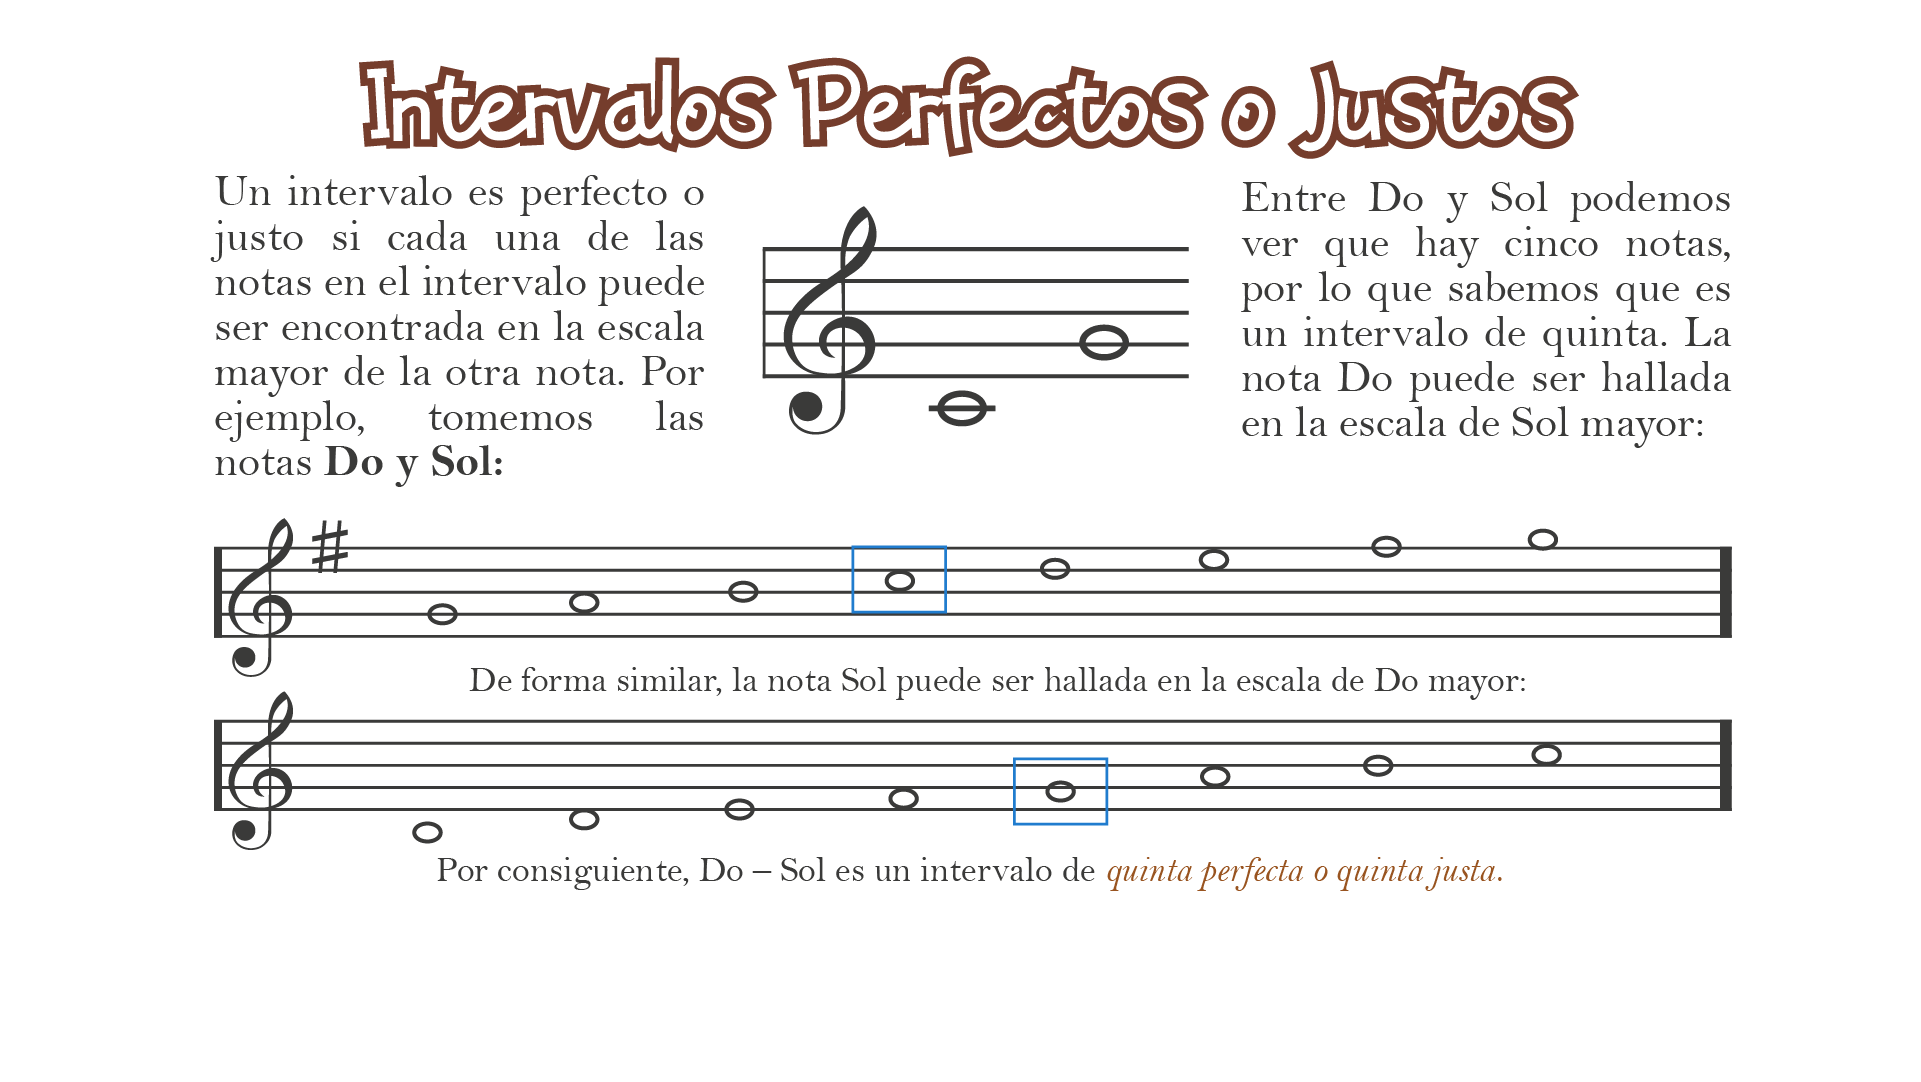 Intervalos Perfectos o Justos
Un intervalo es perfecto o
justo si cada una de las
notas en el intervalo puede
ser encontrada en la escala
mayor de la otra nota. Por
ejemplo, tomemos las
notas Do y Sol:
Entre Do y Sol podemos
ver que hay cinco notas,
por lo que sabemos que es
un intervalo de quinta. La
nota Do puede ser hallada
en la escala de Sol mayor:
De forma similar, la nota Sol puede ser hallada en la escala de Do mayor:
Por consiguiente, Do – Sol es un intervalo de quinta perfecta o quinta justa.